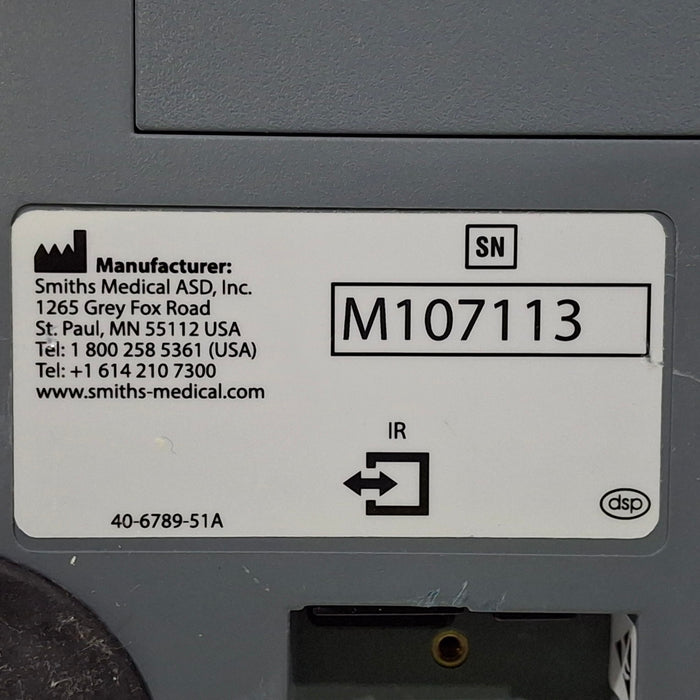 Manufacturer:
Smiths Medical ASD, Inc.
1265 Grey Fox Road
St. Paul, MN 55112 USA
Tel: 1 800 258 5361 (USA)
Tel: +1 614 210 7300
www.smiths-medical.com
SN
M107113
IR
40-6789-51A
dsp